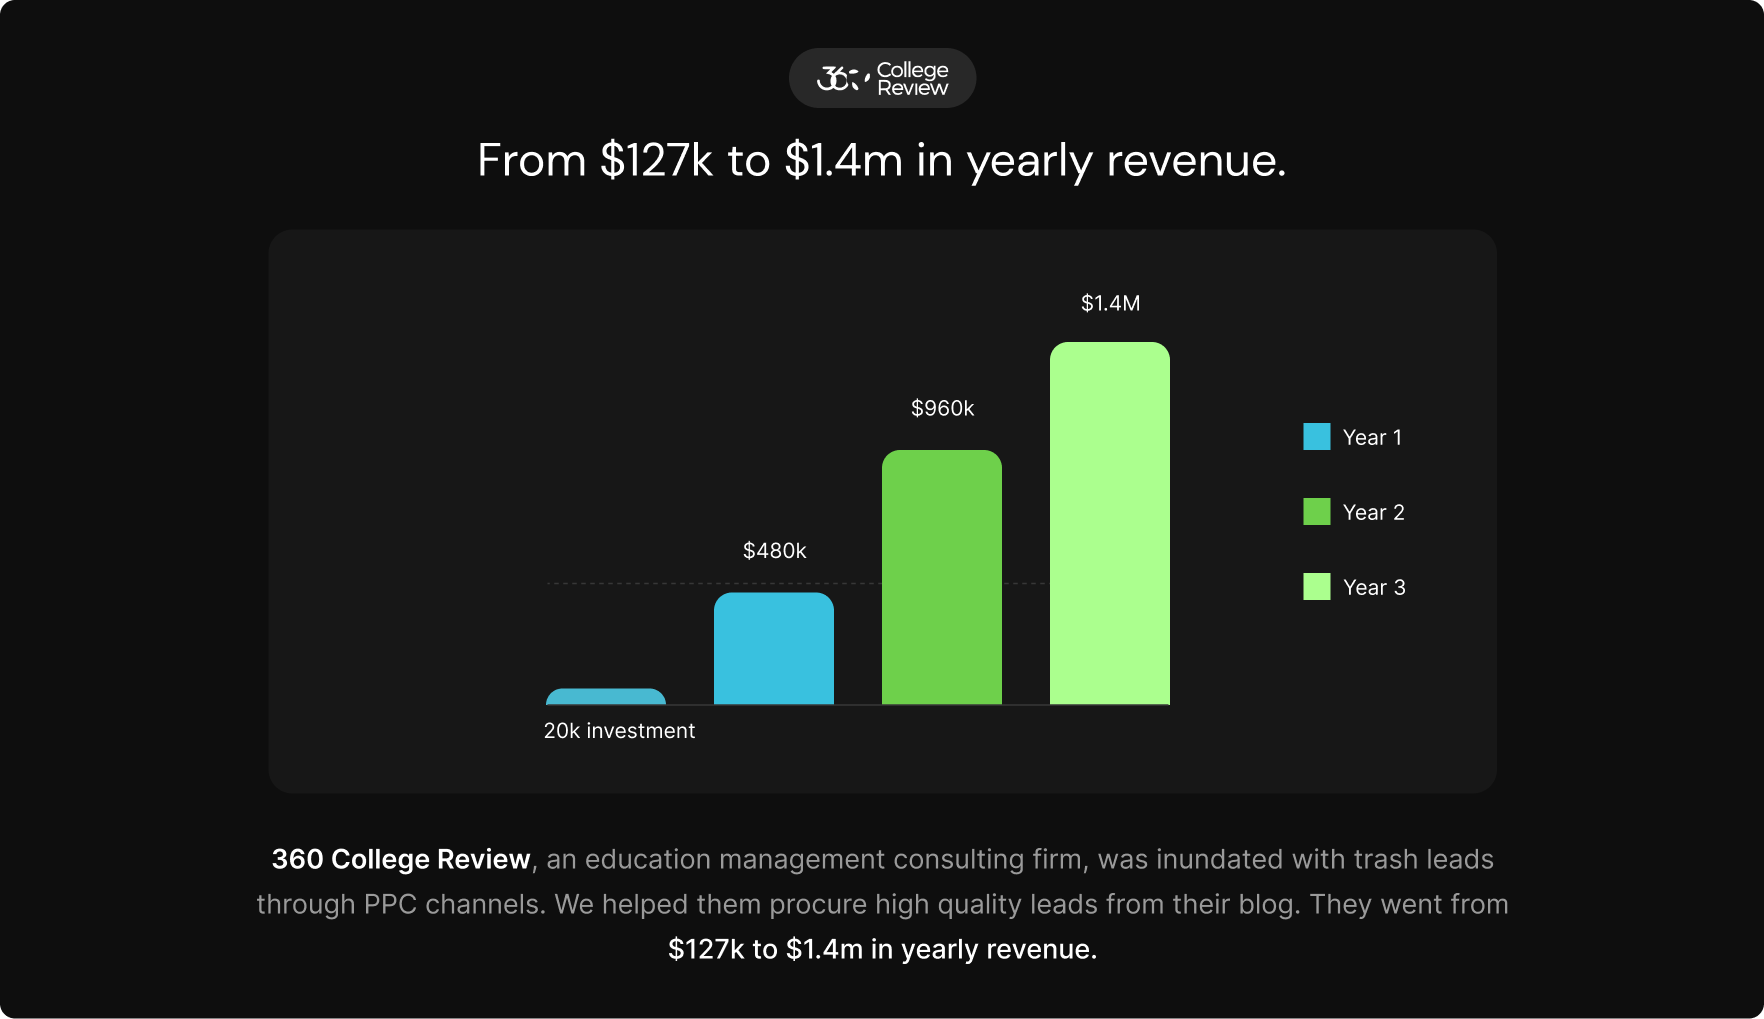 360 College
Review
From $127k to $1.4m in yearly revenue.
$1.4M
$960k
$480k
20k investment
Year 1
Year 2
Year 3
360 College Review, an education management consulting firm, was inundated with trash leads
through PPC channels. We helped them procure high quality leads from their blog. They went from
$127k to $1.4m in yearly revenue.